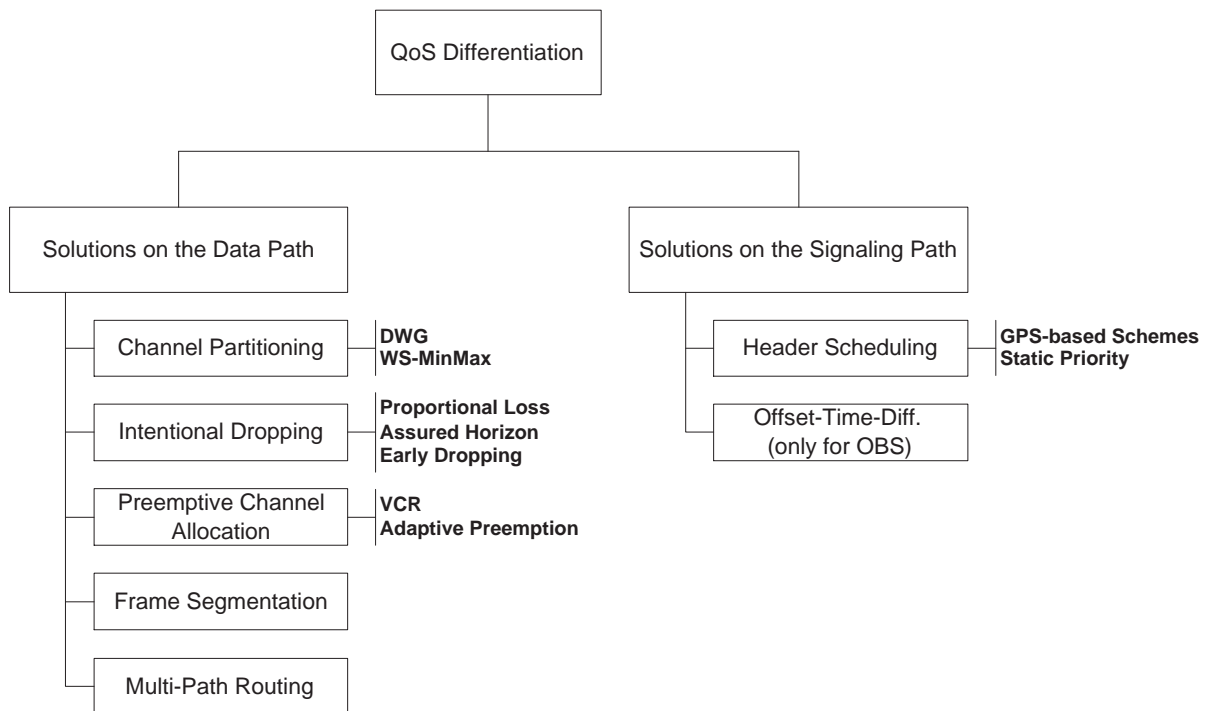 QoS Differentiation
Solutions on the Data Path
Solutions on the Signaling Path
Channel Partitioning
DWG
WS-MinMax
Header Scheduling
GPS-based Schemes
Static Priority
Intentional Dropping
Proportional Loss
Assured Horizon
Early Dropping
Offset-Time-Diff.
(only for OBS)
Preemptive Channel
Allocation
VCR
Adaptive Preemption
Frame Segmentation
Multi-Path Routing